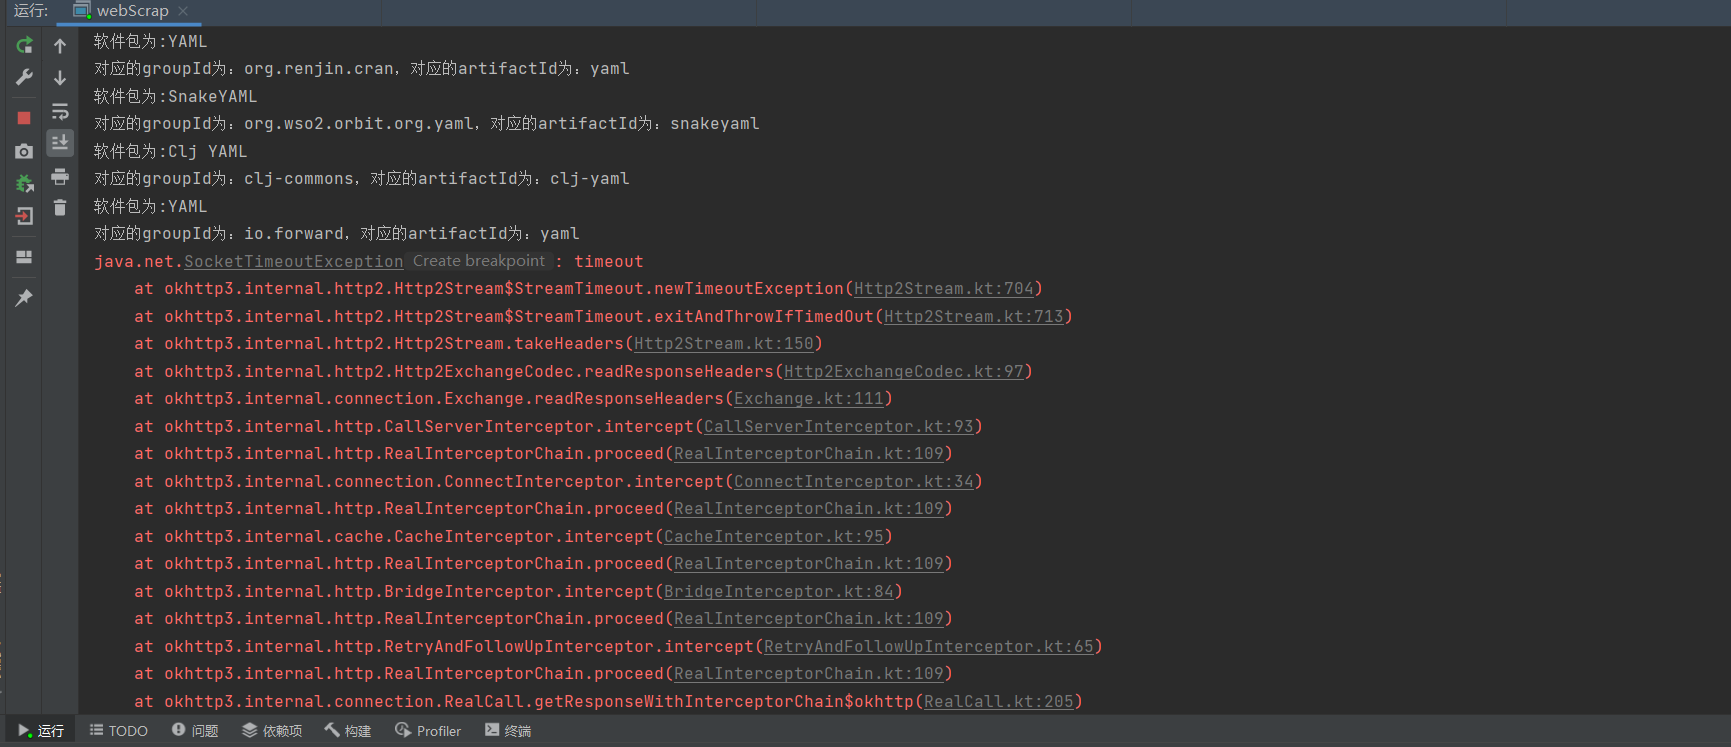 运行: webScrap
软件包为:YAML
对应的groupId为: org.renjin.cran, 对应的artifactId为: yaml
软件包为:SnakeYAML
对应的groupId为: org.wso2.orbit.org.yaml, 对应的artifactId为: snakeyaml
软件包为:Clj YAML
对应的groupId为: clj-commons, 对应的artifactId为: clj-yaml
软件包为:YAML
对应的groupId为: io.forward, 对应的artifactId为: yaml
java.net.SocketTimeoutException Create breakpoint : timeout
at okhttp3.internal.http2.Http2Stream$StreamTimeout.newTimeoutException(Http2Stream.kt:704)
at okhttp3.internal.http2.Http2Stream$StreamTimeout.exitAndThrowIfTimedOut(Http2Stream.kt:713)
at okhttp3.internal.http2.Http2Stream.takeHeaders(Http2Stream.kt:150)
at okhttp3.internal.http2.Http2ExchangeCodec.readResponseHeaders(Http2ExchangeCodec.kt:97)
at okhttp3.internal.connection.Exchange.readResponseHeaders(Exchange.kt:111)
at okhttp3.internal.http.CallServerInterceptor.intercept(CallServerInterceptor.kt:93)
at okhttp3.internal.http.RealInterceptorChain.proceed(RealInterceptorChain.kt:109)
at okhttp3.internal.connection.ConnectInterceptor.intercept(ConnectInterceptor.kt:34)
at okhttp3.internal.http.RealInterceptorChain.proceed(RealInterceptorChain.kt:109)
at okhttp3.internal.cache.CacheInterceptor.intercept(CacheInterceptor.kt:95)
at okhttp3.internal.http.RealInterceptorChain.proceed(RealInterceptorChain.kt:109)
at okhttp3.internal.http.BridgeInterceptor.intercept(BridgeInterceptor.kt:84)
at okhttp3.internal.http.RealInterceptorChain.proceed(RealInterceptorChain.kt:109)
at okhttp3.internal.http.RetryAndFollowUpInterceptor.intercept(RetryAndFollowUpInterceptor.kt:65)
at okhttp3.internal.http.RealInterceptorChain.proceed(RealInterceptorChain.kt:109)
at okhttp3.internal.connection.RealCall.getResponseWithInterceptorChain$okhttp(RealCall.kt:205)
运行 TODO 问题 依赖项 构建 Profiler 终端